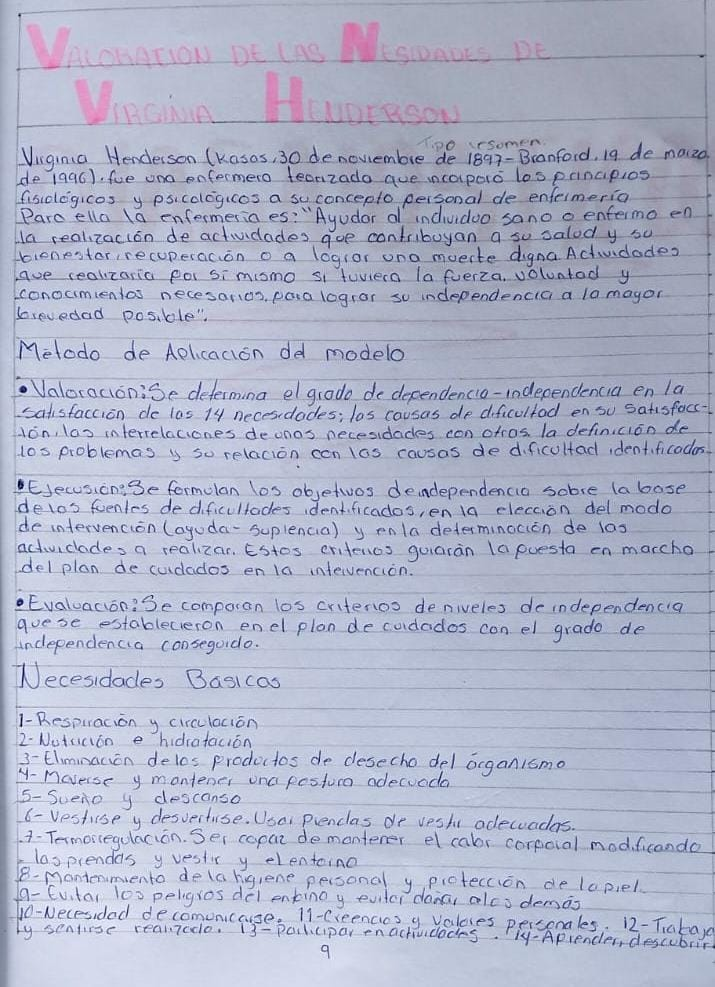 VALORACION DE LAS NESIDADES DE
VIRGINIA HENDERSON
Tipo resumen.
Virginia Henderson (Kasas, 30 de noviembre de 1897- Branford, 19 de marzo
de 1996). fue una enfermera teorizada que incorporó los principios
fisiológicos y psicológicos a su concepto personal de enfermería
Para ella la enfermería es: "Ayudar al individuo sano o enfermo en
la realización de actividades que contribuyan a su salud y su
bienestar, recuperación o a lograr una muerte digna Actividades
que realizaria por si mismo si tuviera la fuerza, voluntad y
conocimientos necesarios, para lograr su independencia a la mayor
brevedad posible".
Método de Aplicación del modelo
• Valoración: Se determina el grado de dependencia-independencia en la
satisfacción de las 14 necesidades; las causas de dificultad en su satisfacc-
ión, las interrelaciones de unas necesidades con otras, la definición de
los problemas y su relación con las causas de dificultad identificadas.
• Ejecusión: Se formulan los objetivos de independencia sobre la base
de las fuentes de dificultades identificados, en la elección del modo
de intervención (ayuda- suplencia) y en la determinación de las
actividades a realizar. Estos criterios guiarán la puesta en marcha
del plan de cuidados en la intervención.
• Evaluación: Se comparan los criterios de niveles de independencia
que se establecieron en el plan de cuidados con el grado de
independencia conseguido.
Necesidades Básicas
1- Respiración y circulación
2- Nutrición e hidratación
3- Eliminación de los productos de desecho del órganismo
4- Moverse y mantener una postura adecuada
5- Sueño y descanso
6- Vestirse y desvertirse. Usar prendas de vestir adecuadas.
7- Termorregulación. Ser capaz de mantener el calor corporal modificando
las prendas y vestir y el entorno
8- Mantenimiento de la higiene personal y protección de la piel.
9- Evitar los peligros del entorno y evitar dañar a los demás
10- Necesidad de comunicarse. 11- Creencias y valores personales. 12- Trabajar
y sentirse realizado. 13- Participar en actividades. 14- Aprender, descubrir
9